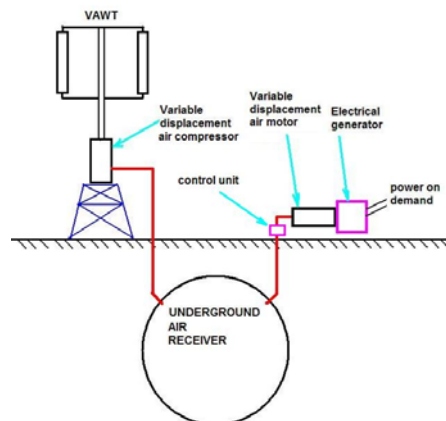 VAWT
Variable
displacement
air compressor
Variable
displacement
air motor
Electrical
generator
control unit
power on
demand
UNDERGROUND
AIR
RECEIVER